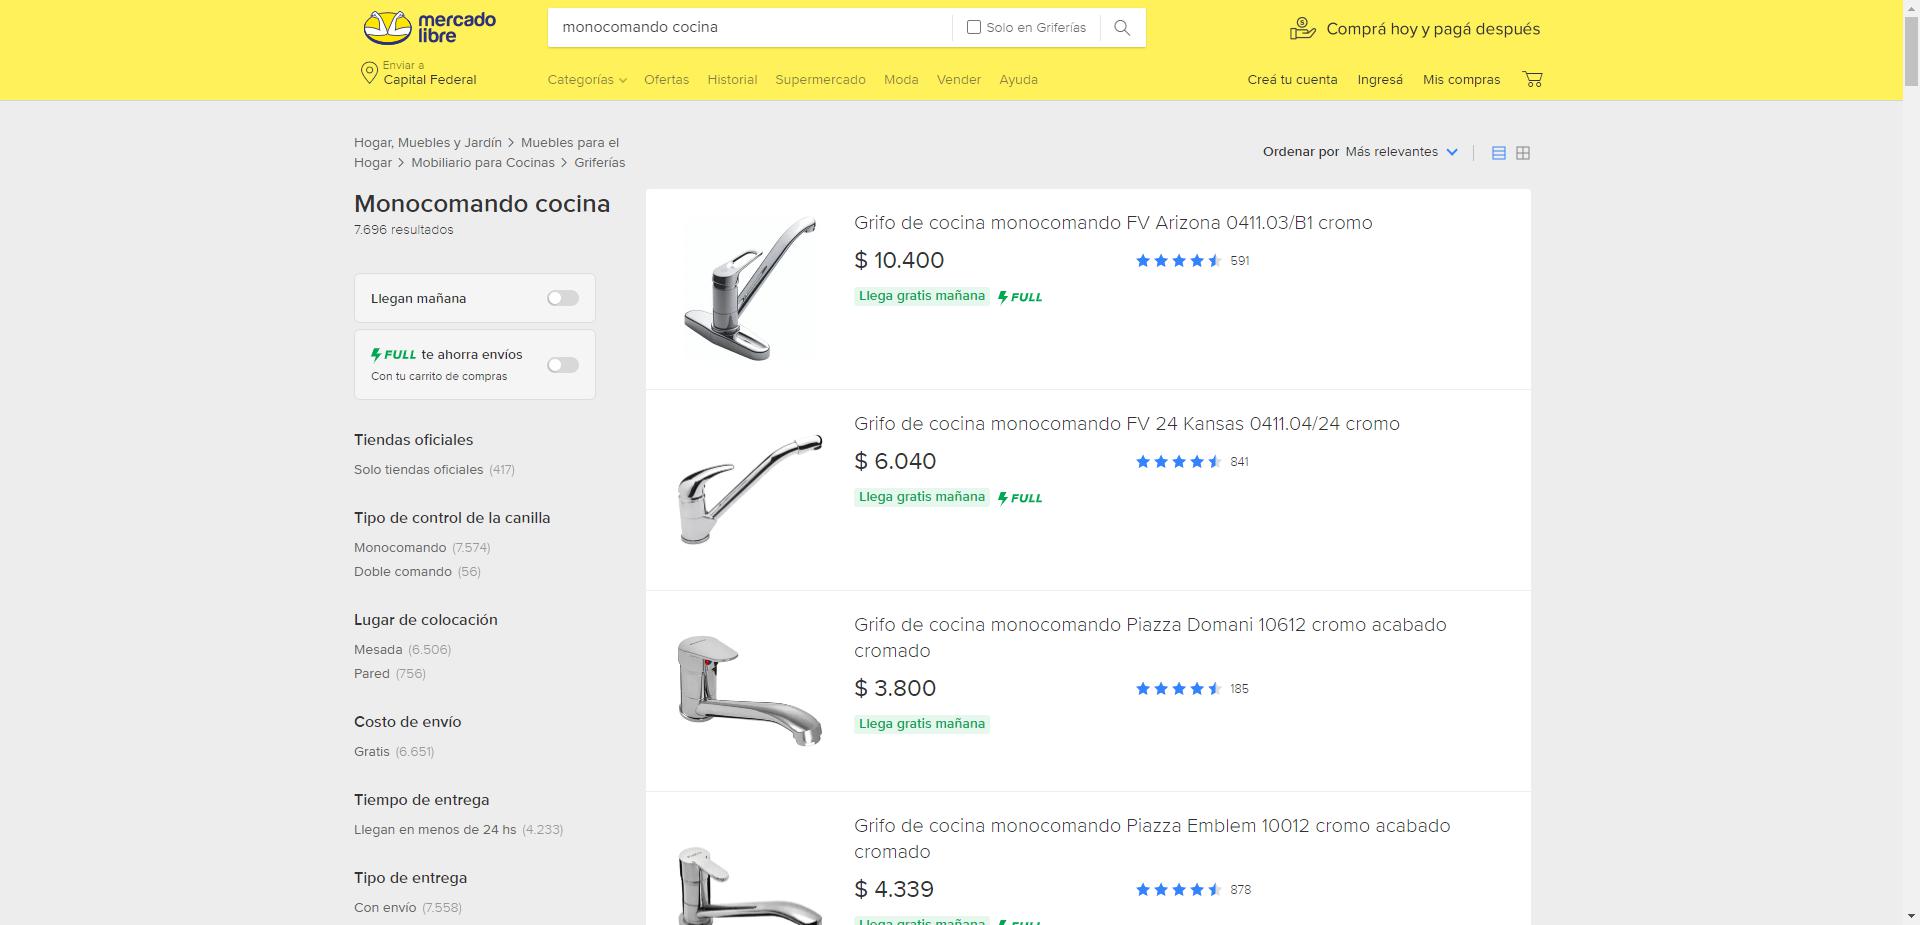 mercado
libre
monocomando cocina
Solo en Griferías
Comprá hoy y pagá después
Enviar a
Capital Federal
Categorías
Ofertas
Historial
Supermercado
Moda
Vender
Ayuda
Creá tu cuenta
Ingresá
Mis compras
Hogar, Muebles y Jardín > Muebles para el
Hogar > Mobiliario para Cocinas > Griferías
Ordenar por Más relevantes
Monocomando cocina
7.696 resultados
Llegan mañana
FULL te ahorra envíos
Con tu carrito de compras
Tiendas oficiales
Solo tiendas oficiales (417)
Tipo de control de la canilla
Monocomando (7.574)
Doble comando (56)
Lugar de colocación
Mesada (6.506)
Pared (756)
Costo de envío
Gratis (6.651)
Tiempo de entrega
Llegan en menos de 24 hs (4.233)
Tipo de entrega
Con envío (7.558)
Grifo de cocina monocomando FV Arizona 0411.03/B1 cromo
$ 10.400
591
Llega gratis mañana FULL
Grifo de cocina monocomando FV 24 Kansas 0411.04/24 cromo
$ 6.040
841
Llega gratis mañana FULL
Grifo de cocina monocomando Piazza Domani 10612 cromo acabado
cromado
$ 3.800
185
Llega gratis mañana
Grifo de cocina monocomando Piazza Emblem 10012 cromo acabado
cromado
$ 4.339
878
Llega gratis mañana FULL